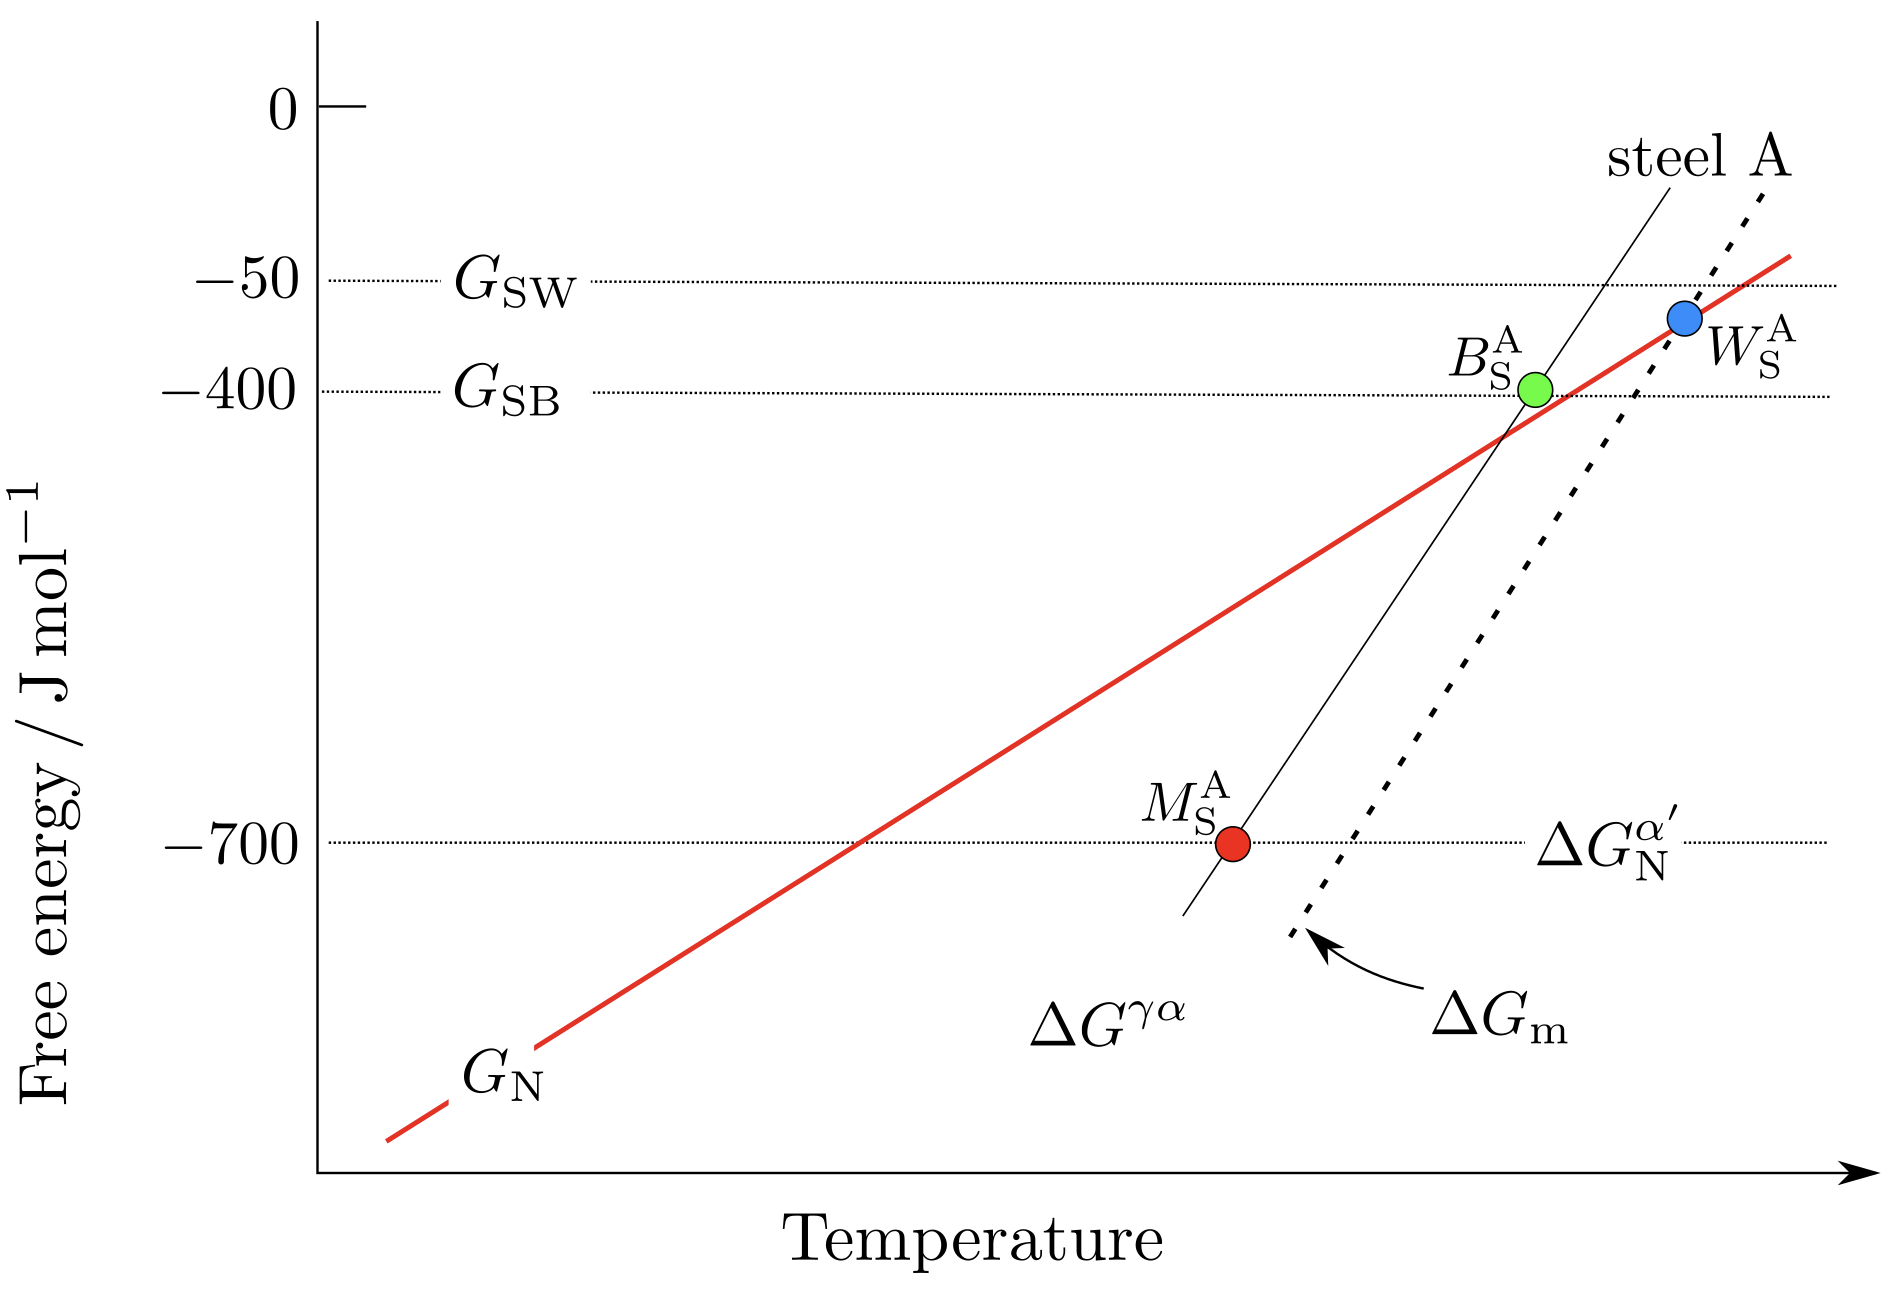 0
steel A
−50
G_SW
B_S^A
W_S^A
−400
G_SB
Free energy / J mol^−1
M_S^A
−700
ΔG_N^α′
ΔG^γα
ΔG_m
G_N
Temperature